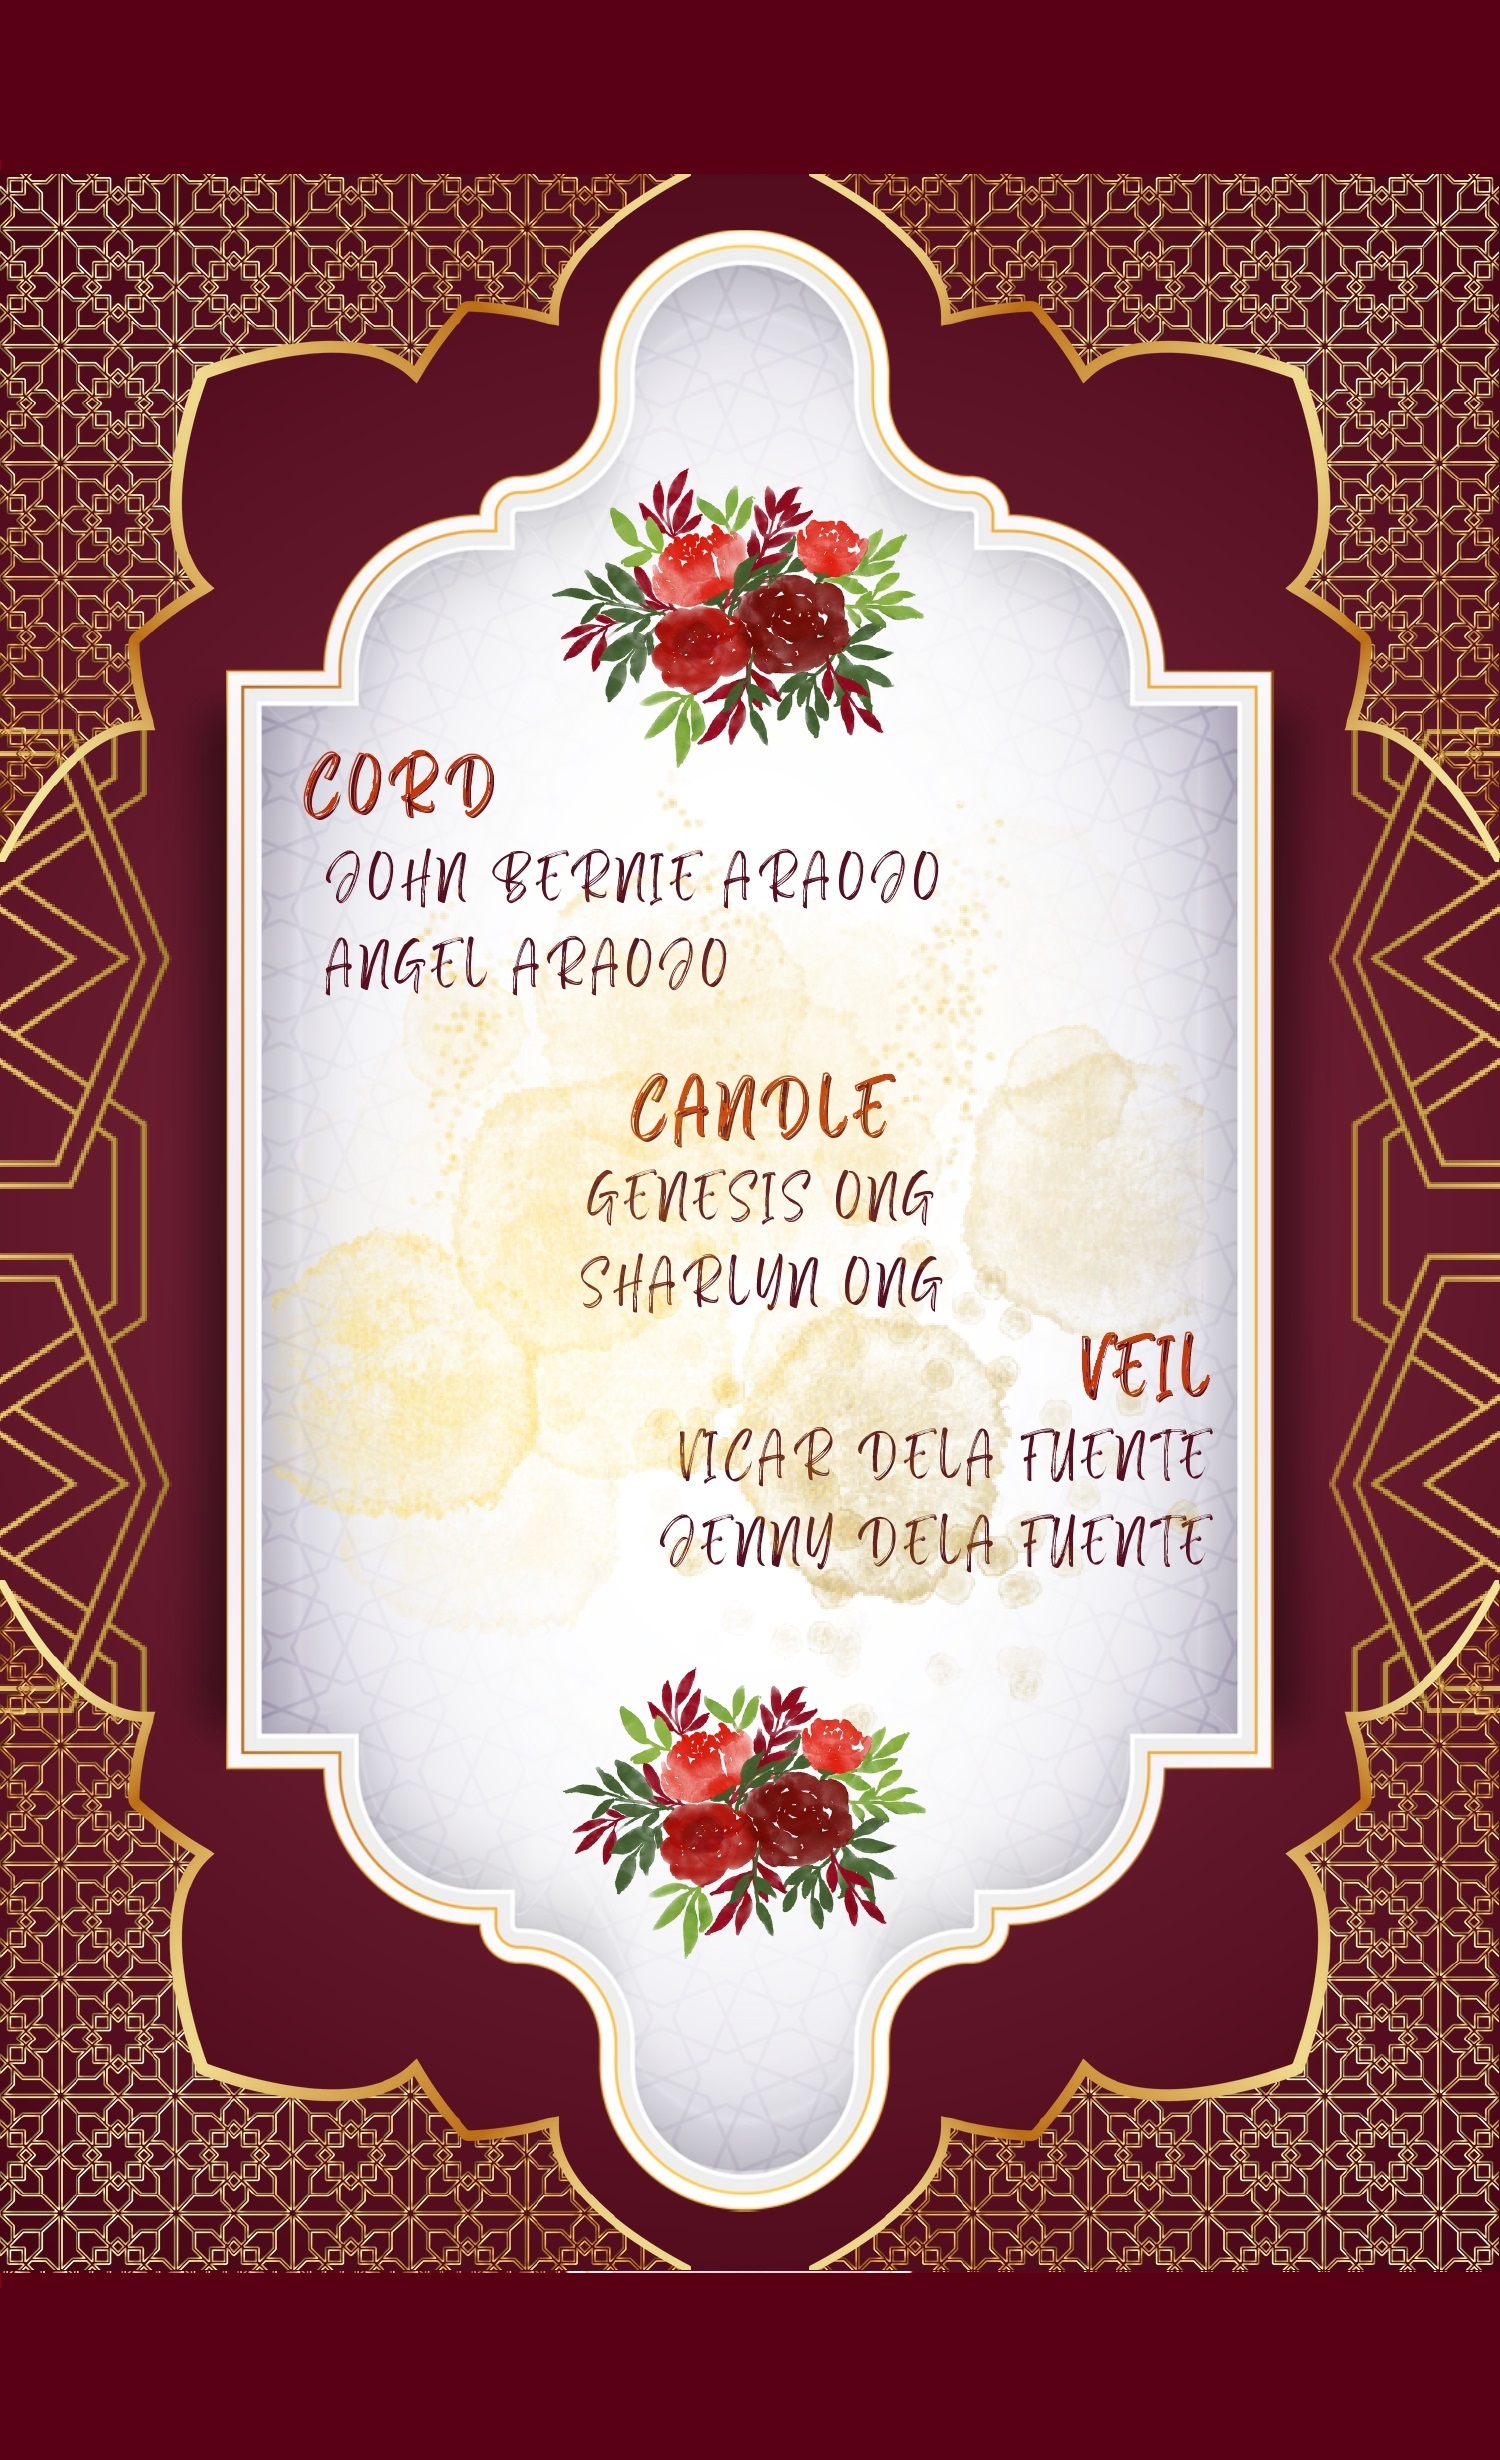 CORD
JOHN BERNIE ARAOJO
ANGEL ARAOJO
CANDLE
GENESIS ONG
SHARLYN ONG
VEIL
VICAR DELA FUENTE
JENNY DELA FUENTE